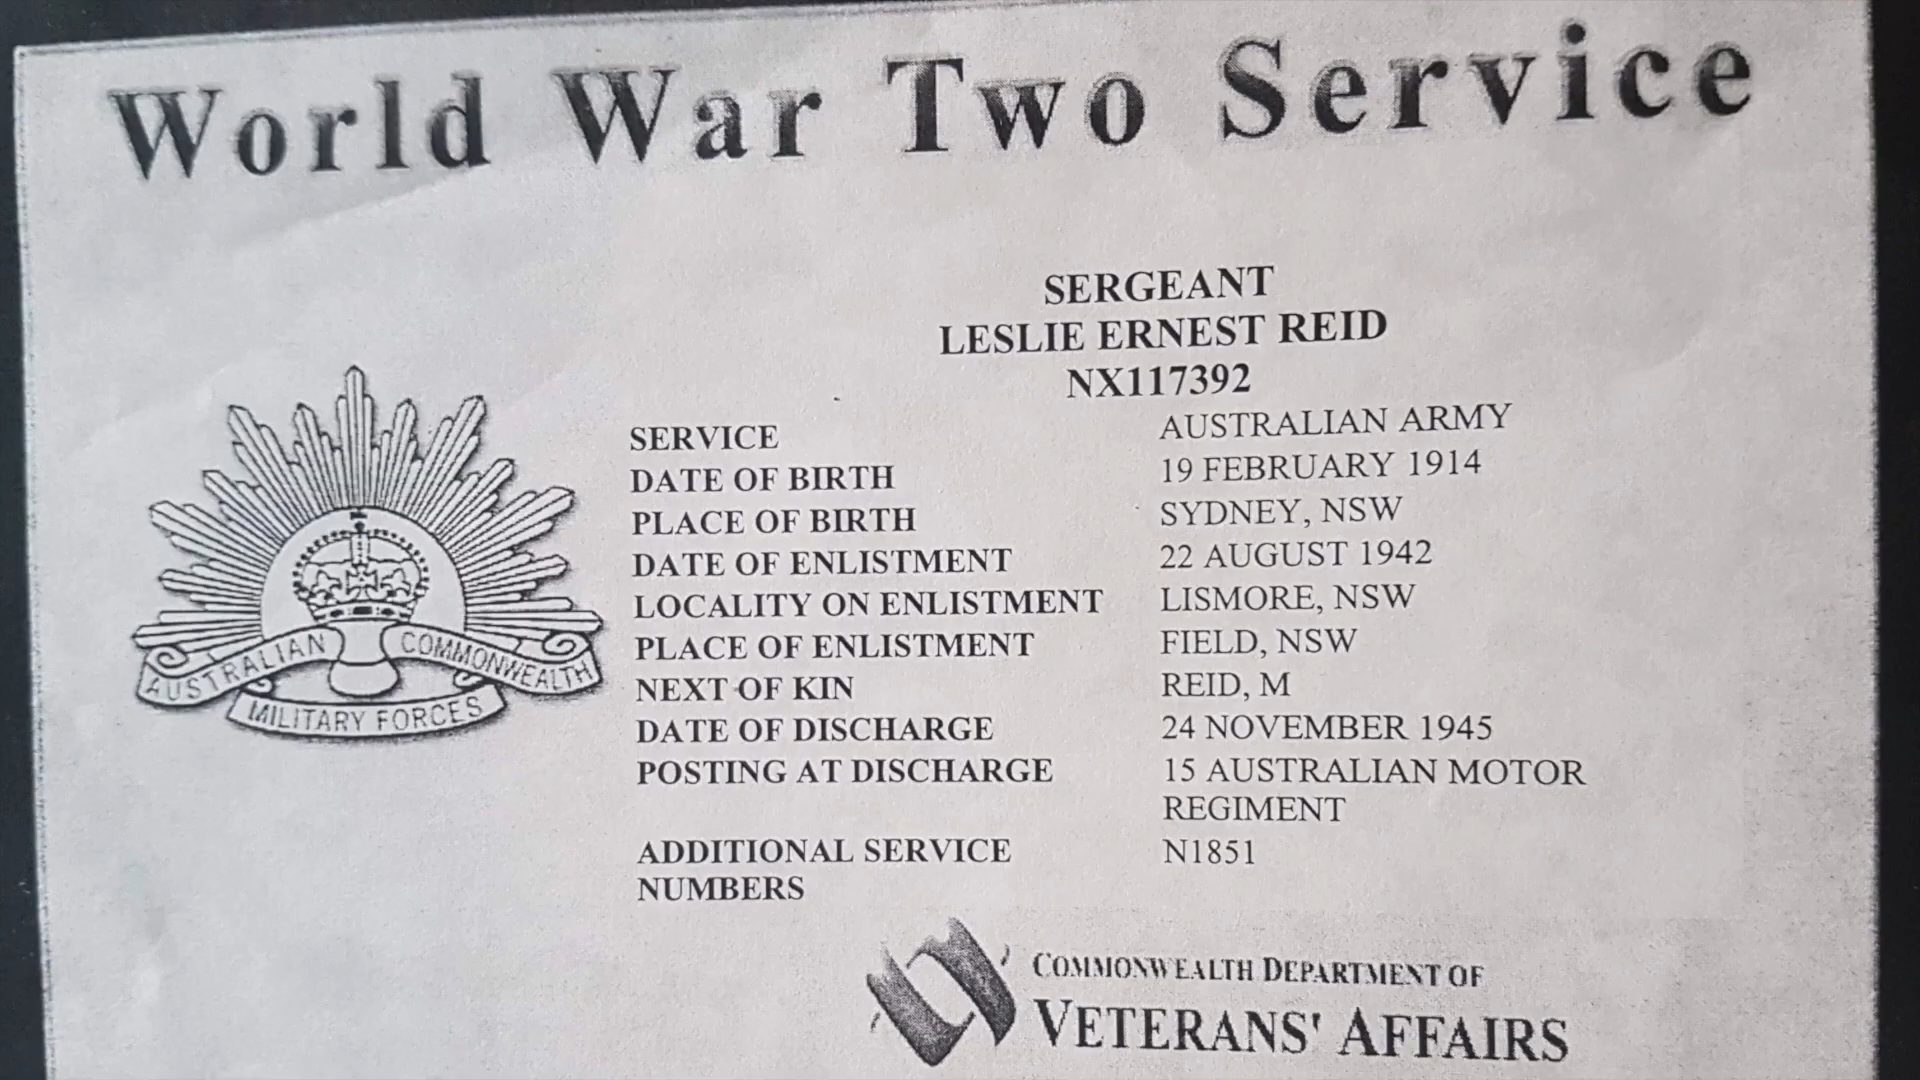 World War Two Service
SERGEANT
LESLIE ERNEST REID
NX117392
SERVICE AUSTRALIAN ARMY
DATE OF BIRTH 19 FEBRUARY 1914
PLACE OF BIRTH SYDNEY, NSW
DATE OF ENLISTMENT 22 AUGUST 1942
LOCALITY ON ENLISTMENT LISMORE, NSW
PLACE OF ENLISTMENT FIELD, NSW
NEXT OF KIN REID, M
DATE OF DISCHARGE 24 NOVEMBER 1945
POSTING AT DISCHARGE 15 AUSTRALIAN MOTOR
REGIMENT
ADDITIONAL SERVICE N1851
NUMBERS
AUSTRALIAN COMMONWEALTH
MILITARY FORCES
COMMONWEALTH DEPARTMENT OF
VETERANS' AFFAIRS